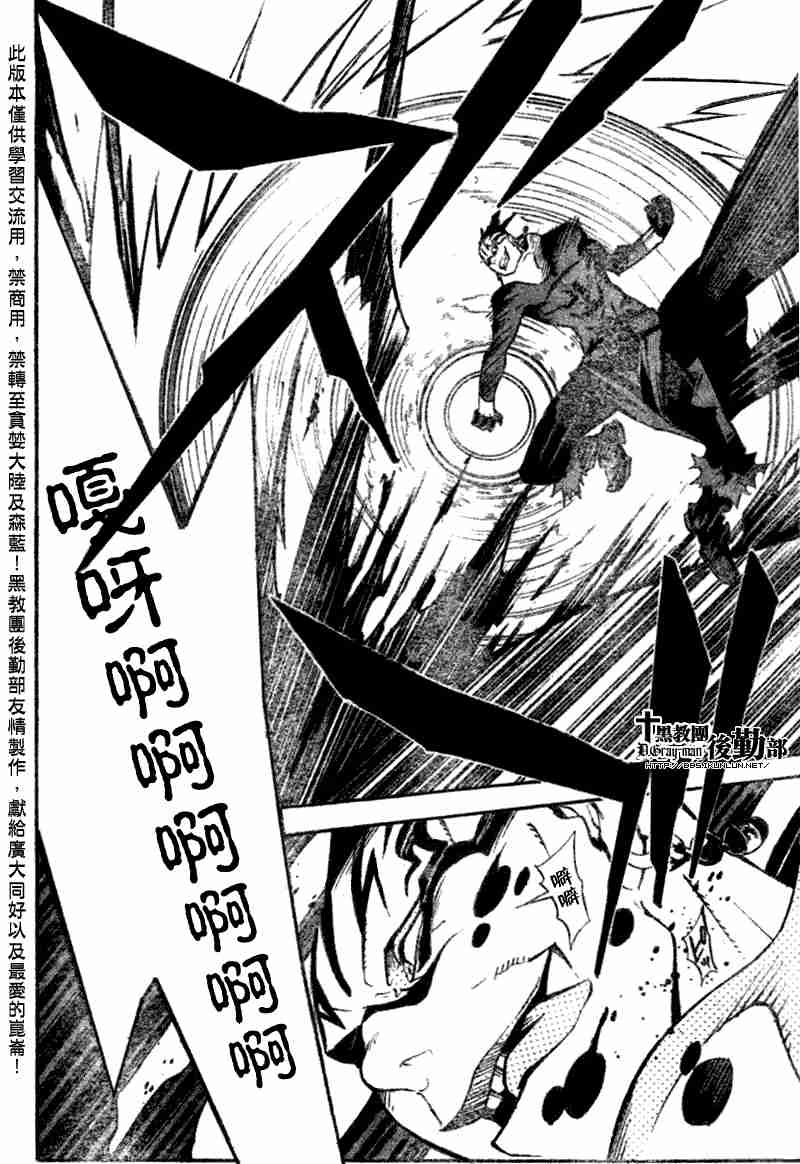 此版本僅供學習交流用，禁商用，禁轉至貪婪大陸及森藍！黑教團後勤部友情製作，獻給廣大同好以及最愛的崑崙！
嘎呀啊啊啊啊啊啊
黑教團
D.Gray-man 後勤部
噼噼